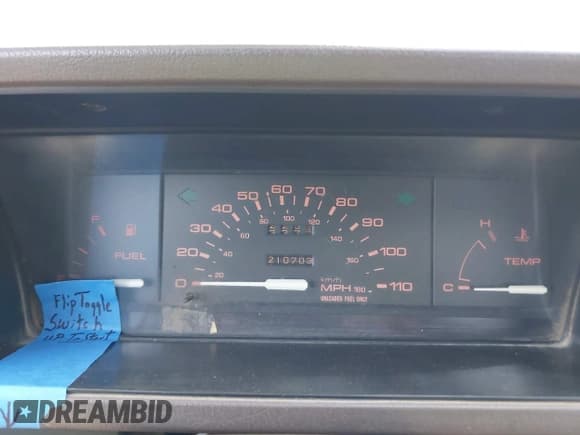 50 60 70
40 80
30 90
20 100
0 110
20 40 60 80 100 120 140 160
km/h
MPH
UNLEADED FUEL ONLY
210703
F
FUEL
H
TEMP
C
Flip Toggle
Switch
UP To Start
DREAMBID